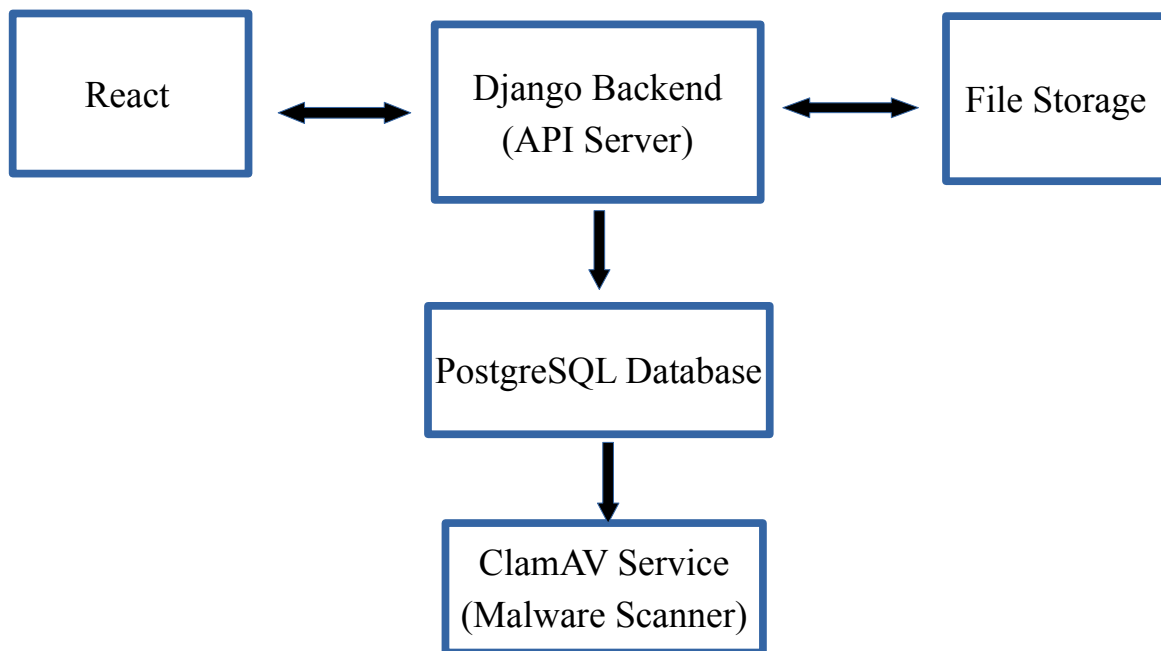 React
Django Backend
(API Server)
File Storage
PostgreSQL Database
ClamAV Service
(Malware Scanner)